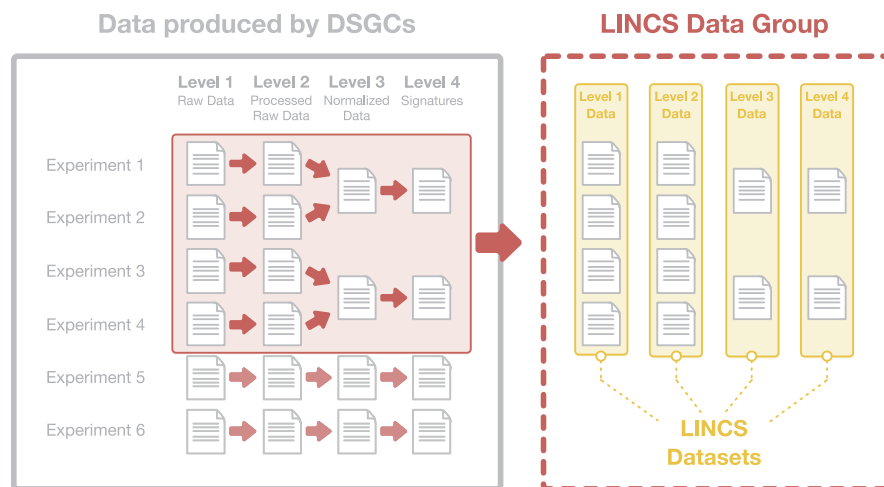 Data produced by DSGCs
LINCS Data Group
Level 1 Level 2 Level 3 Level 4
Raw Data Processed Normalized Signatures
Raw Data Data
Level 1 Level 2 Level 3 Level 4
Data Data Data Data
Experiment 1
Experiment 2
Experiment 3
Experiment 4
Experiment 5
Experiment 6
LINCS
Datasets